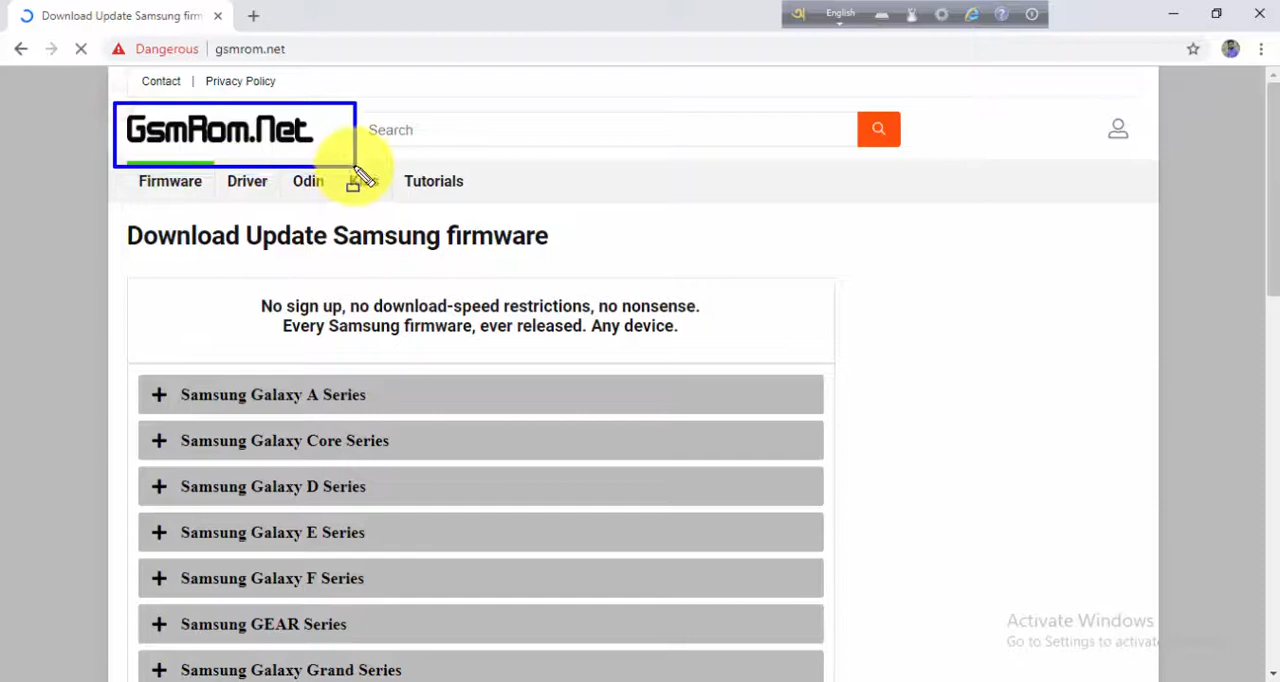 Download Update Samsung firm
অ English
Dangerous gsmrom.net
Contact | Privacy Policy
GsmRom.Net
Search
Firmware Driver Odin Kies Tutorials
Download Update Samsung firmware
No sign up, no download-speed restrictions, no nonsense.
Every Samsung firmware, ever released. Any device.
Samsung Galaxy A Series
Samsung Galaxy Core Series
Samsung Galaxy D Series
Samsung Galaxy E Series
Samsung Galaxy F Series
Samsung GEAR Series
Samsung Galaxy Grand Series
Activate Windows
Go to Settings to activate